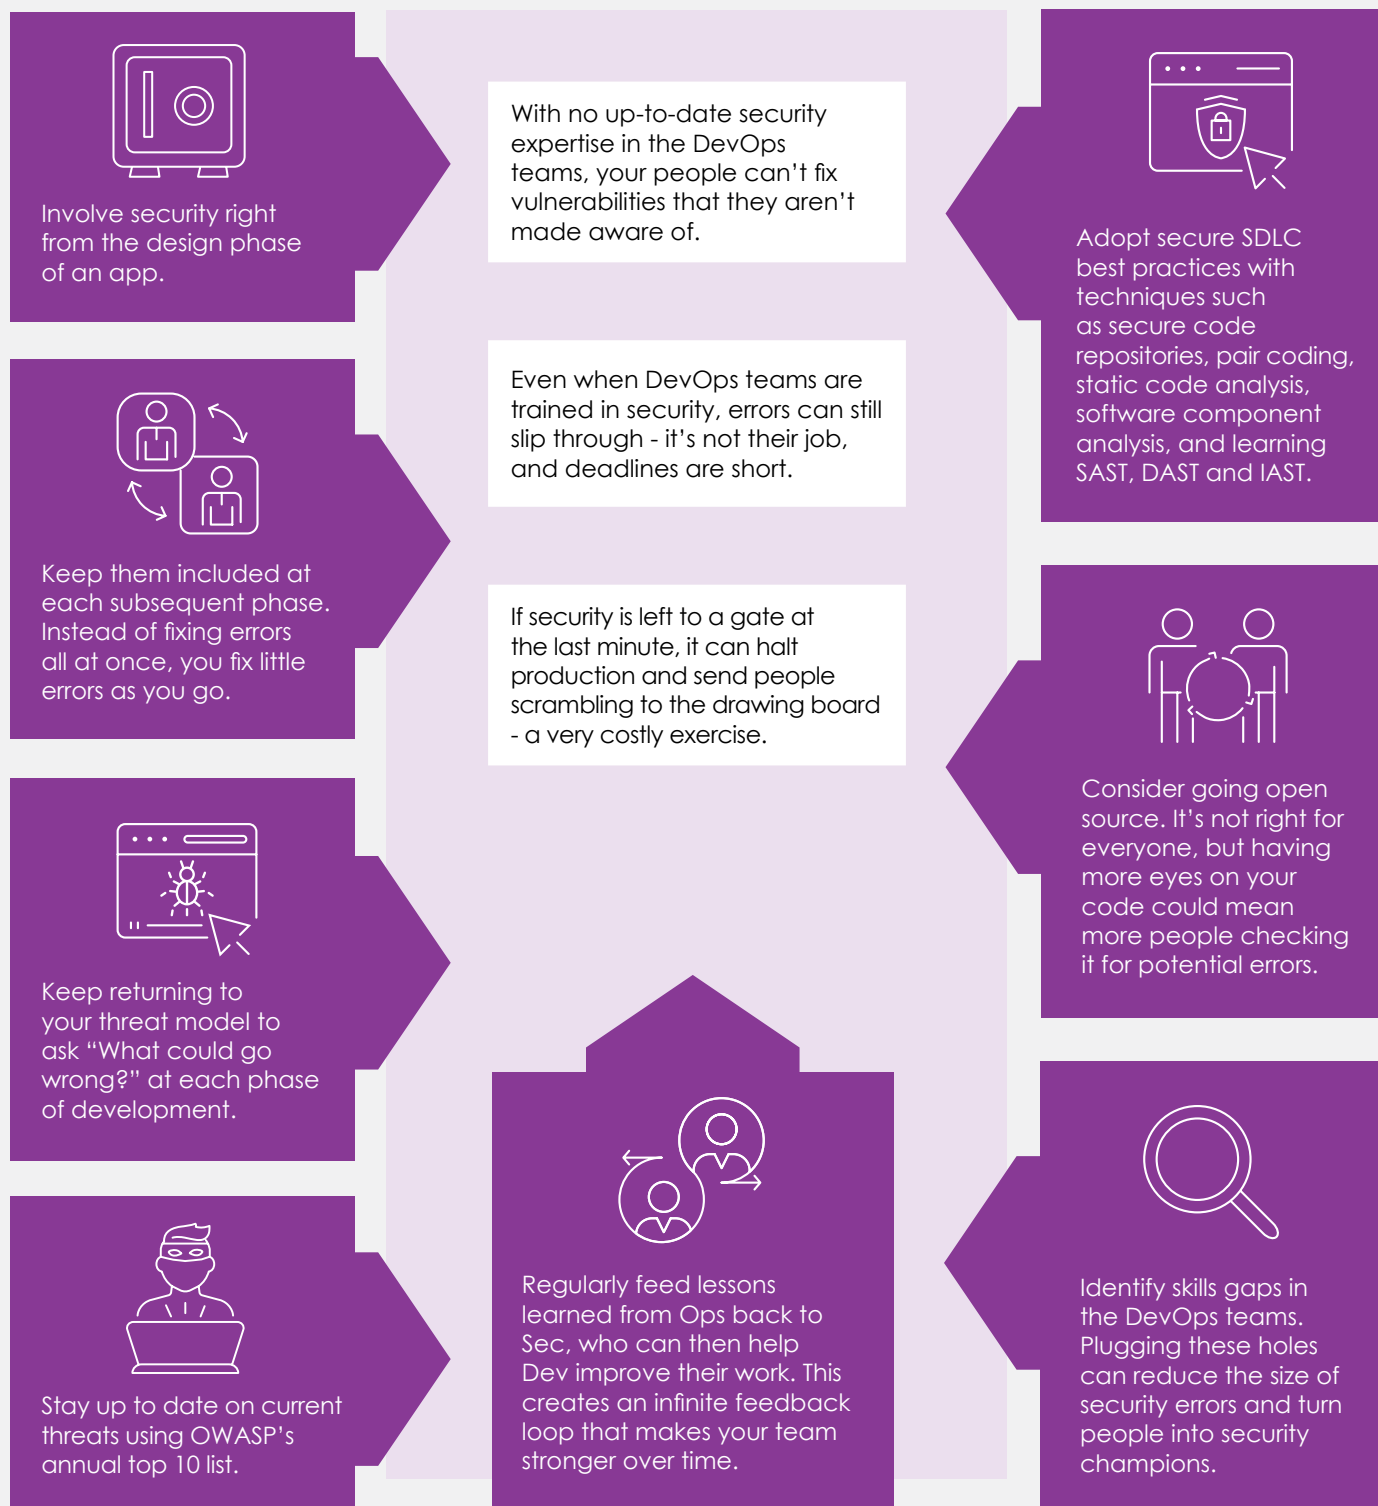 Involve security right
from the design phase
of an app.
Keep them included at
each subsequent phase.
Instead of fixing errors
all at once, you fix little
errors as you go.
Keep returning to
your threat model to
ask “What could go
wrong?” at each phase
of development.
Stay up to date on current
threats using OWASP’s
annual top 10 list.
With no up-to-date security
expertise in the DevOps
teams, your people can’t fix
vulnerabilities that they aren’t
made aware of.
Even when DevOps teams are
trained in security, errors can still
slip through - it’s not their job,
and deadlines are short.
If security is left to a gate at
the last minute, it can halt
production and send people
scrambling to the drawing board
- a very costly exercise.
Regularly feed lessons
learned from Ops back to
Sec, who can then help
Dev improve their work. This
creates an infinite feedback
loop that makes your team
stronger over time.
Adopt secure SDLC
best practices with
techniques such
as secure code
repositories, pair coding,
static code analysis,
software component
analysis, and learning
SAST, DAST and IAST.
Consider going open
source. It’s not right for
everyone, but having
more eyes on your
code could mean
more people checking
it for potential errors.
Identify skills gaps in
the DevOps teams.
Plugging these holes
can reduce the size of
security errors and turn
people into security
champions.